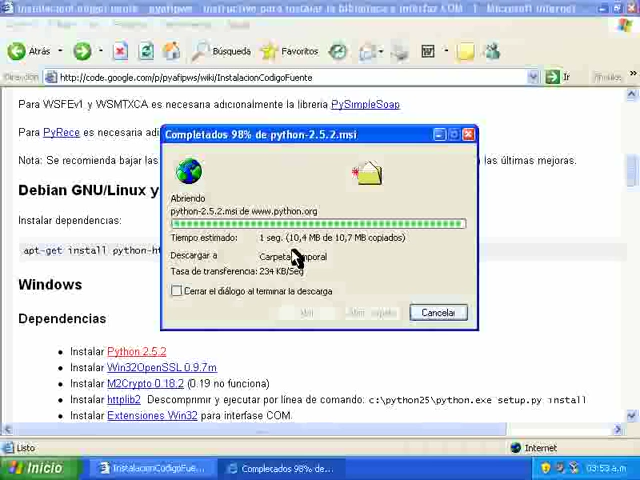 Atrás
Búsqueda
Favoritos
http://code.google.com/p/pyafipws/wiki/InstalacionCodigoFuente
Ir
Para WSFEv1 y WSMTXCA es necesaria adicionalmente la libreria PySimpleSoap
Para PyRece es necesaria adi
Nota: Se recomienda bajar las
las últimas mejoras.
Debian GNU/Linux y
Instalar dependencias:
apt-get install python-ht
Windows
Dependencias
Instalar Python 2.5.2
Instalar Win32OpenSSL 0.9.7m
Instalar M2Crypto 0.18.2 (0.19 no funciona)
Instalar httplib2 Descomprimir y ejecutar por línea de comando: c:\python25\python.exe setup.py install
Instalar Extensiones Win32 para interfase COM.
Completados 98% de python-2.5.2.msi
Abriendo
python-2.5.2.msi de www.python.org
Tiempo estimado: 1 seg. (10,4 MB de 10,7 MB copiados)
Descargar a Carpeta temporal
Tasa de transferencia: 234 KB/Seg
Cerrar el diálogo al terminar la descarga
Cancelar
Listo
Internet
Inicio
InstalacionCodigoFue...
Completados 98% de...
03:53 a.m.